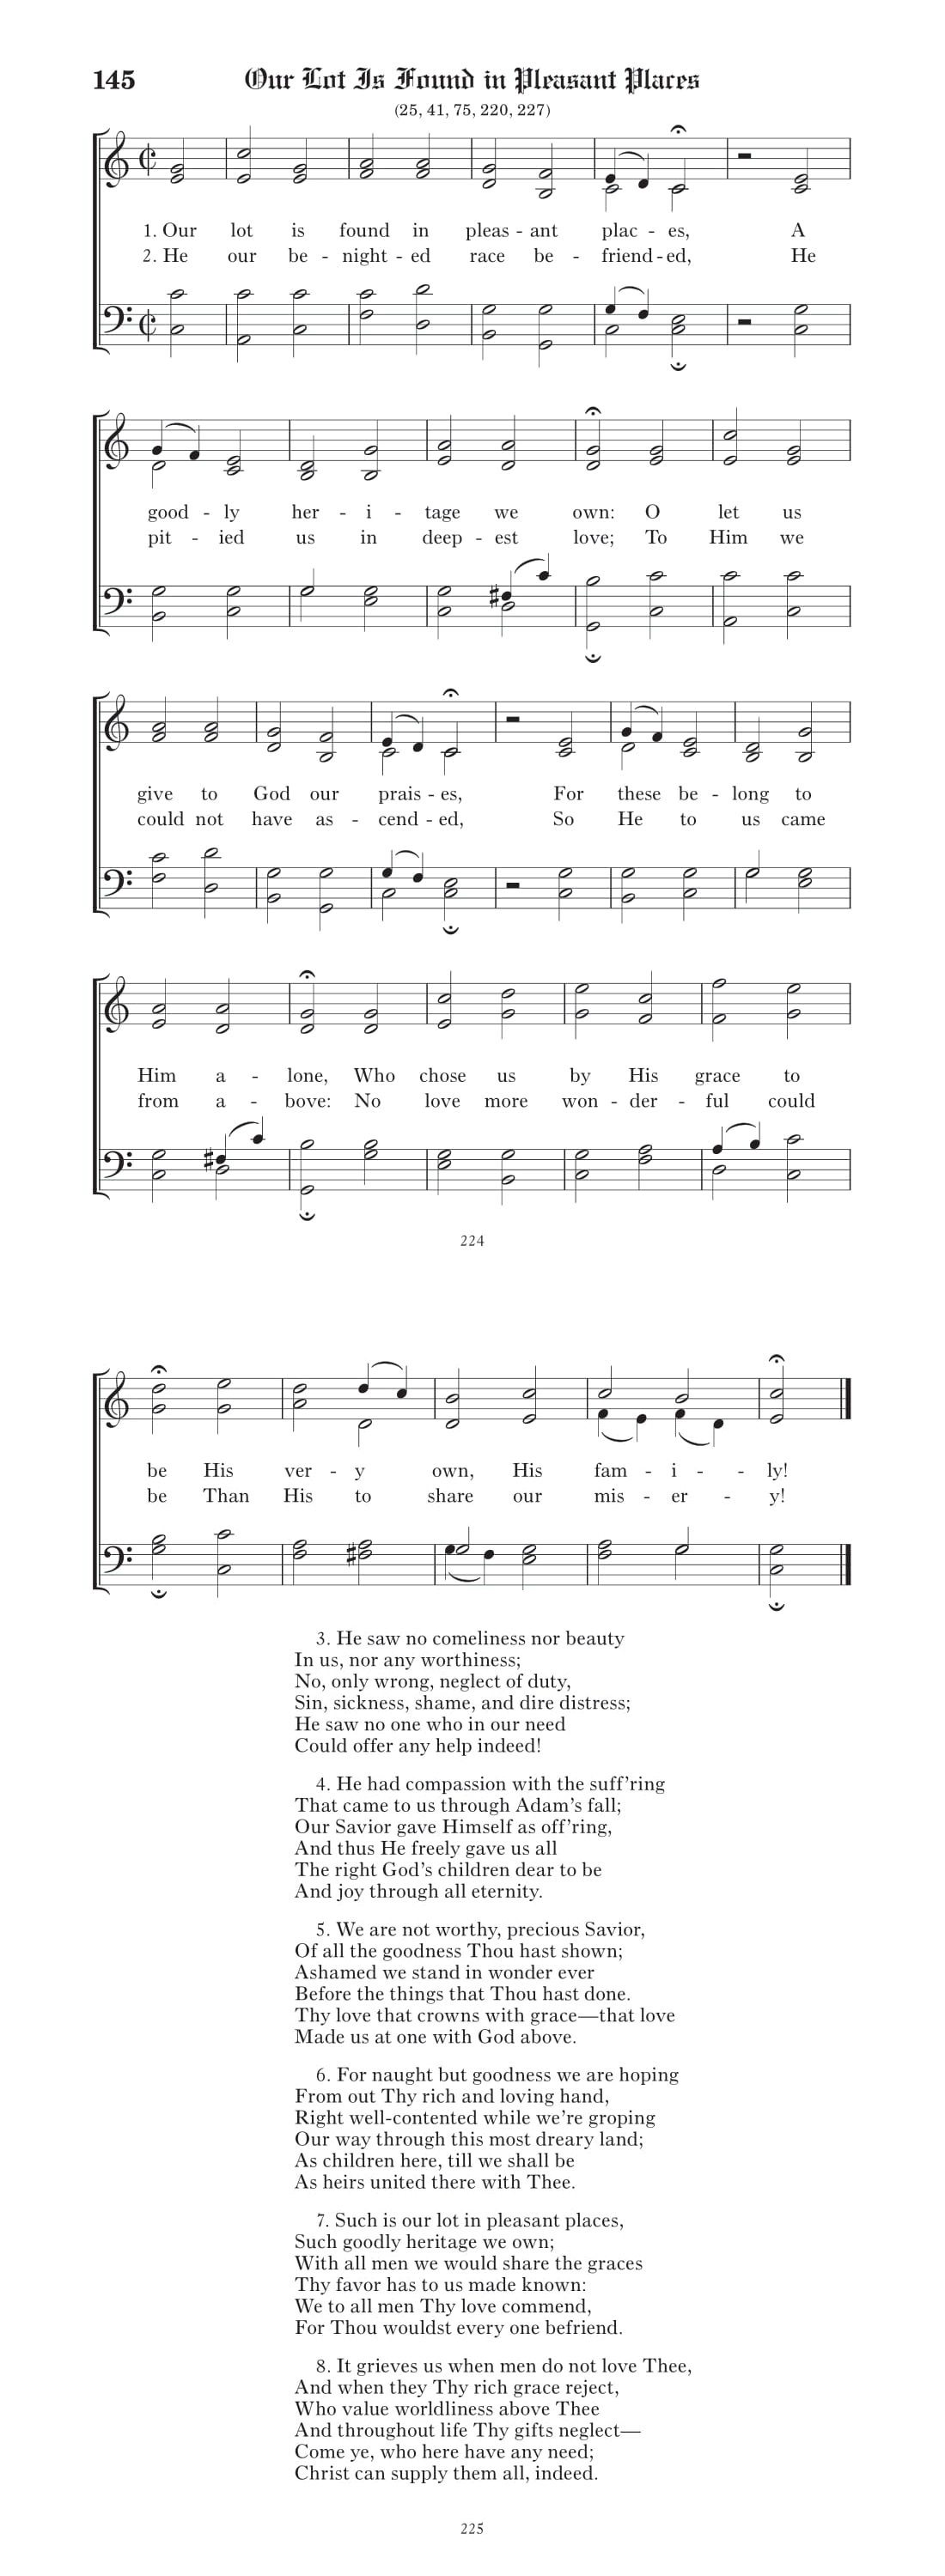 145 Our Lot Is Found in Pleasant Places
(25, 41, 75, 220, 227)
1. Our lot is found in pleas - ant plac - es, A
2. He our be - night - ed race be - friend - ed, He
good - ly her - i - tage we own: O let us
pit - ied us in deep - est love; To Him we
give to God our prais - es, For these be - long to
could not have as - cend - ed, So He to us came
Him a - lone, Who chose us by His grace to
from a - bove: No love more won - der - ful could
224
be His ver - y own, His fam - i - - ly!
be Than His to share our mis - er - y!
3. He saw no comeliness nor beauty
In us, nor any worthiness;
No, only wrong, neglect of duty,
Sin, sickness, shame, and dire distress;
He saw no one who in our need
Could offer any help indeed!
4. He had compassion with the suff’ring
That came to us through Adam’s fall;
Our Savior gave Himself as off’ring,
And thus He freely gave us all
The right God’s children dear to be
And joy through all eternity.
5. We are not worthy, precious Savior,
Of all the goodness Thou hast shown;
Ashamed we stand in wonder ever
Before the things that Thou hast done.
Thy love that crowns with grace—that love
Made us at one with God above.
6. For naught but goodness we are hoping
From out Thy rich and loving hand,
Right well-contented while we’re groping
Our way through this most dreary land;
As children here, till we shall be
As heirs united there with Thee.
7. Such is our lot in pleasant places,
Such goodly heritage we own;
With all men we would share the graces
Thy favor has to us made known:
We to all men Thy love commend,
For Thou wouldst every one befriend.
8. It grieves us when men do not love Thee,
And when they Thy rich grace reject,
Who value worldliness above Thee
And throughout life Thy gifts neglect—
Come ye, who here have any need;
Christ can supply them all, indeed.
225